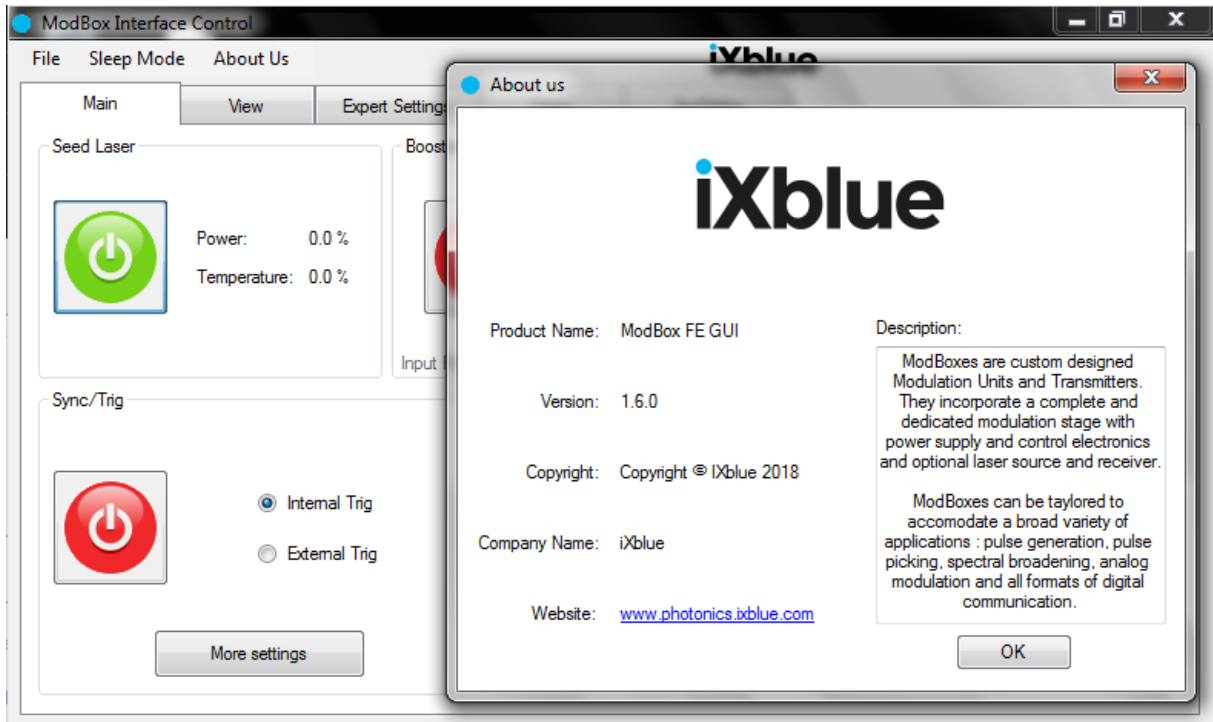 ModBox Interface Control
File Sleep Mode About Us
iXblue
Main View Expert Settings
Seed Laser
Power: 0.0 %
Temperature: 0.0 %
Boost
Input
Sync/Trig
Internal Trig
External Trig
More settings
About us
iXblue
Product Name: ModBox FE GUI
Version: 1.6.0
Copyright: Copyright © IXblue 2018
Company Name: iXblue
Website: www.photonics.ixblue.com
Description:
ModBoxes are custom designed
Modulation Units and Transmitters.
They incorporate a complete and
dedicated modulation stage with
power supply and control electronics
and optional laser source and receiver.
ModBoxes can be taylored to
accomodate a broad variety of
applications : pulse generation, pulse
picking, spectral broadening, analog
modulation and all formats of digital
communication.
OK